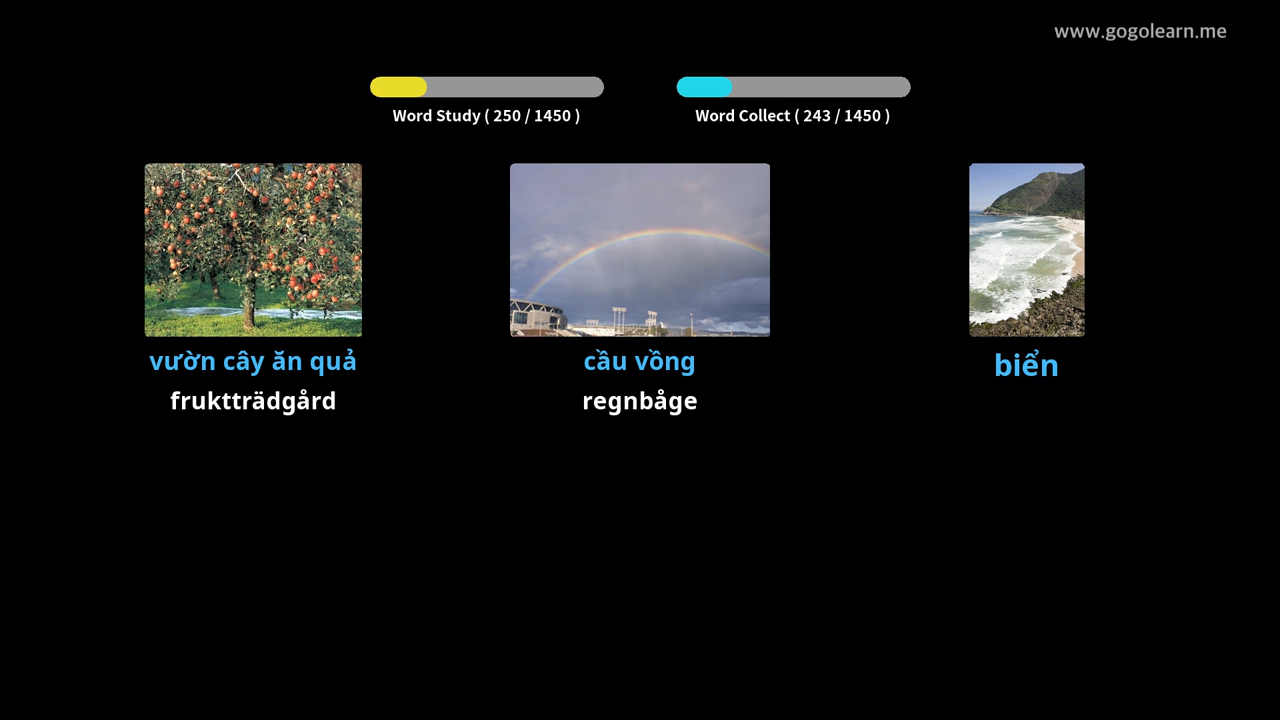 www.gogolearn.me
Word Study ( 250 / 1450 )
Word Collect ( 243 / 1450 )
vườn cây ăn quả
cầu vồng
biển
fruktträdgård
regnbåge